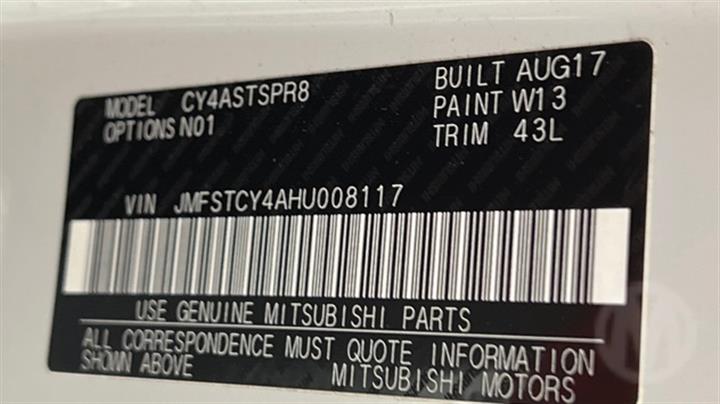 MODEL CY4ASTSPR8 BUILT AUG17
OPTIONS N01 PAINT W13
TRIM 43L
VIN JMFSTCY4AHU008117
USE GENUINE MITSUBISHI PARTS
ALL CORRESPONDENCE MUST QUOTE INFORMATION
SHOWN ABOVE MITSUBISHI MOTORS
M